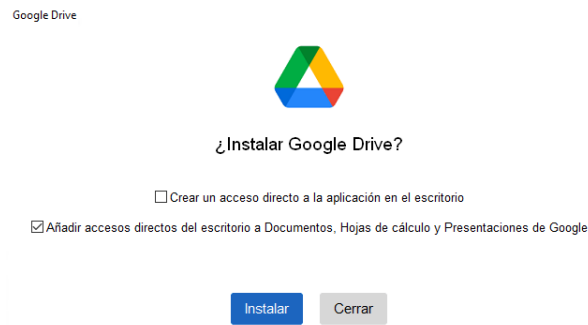 Google Drive
¿Instalar Google Drive?
Crear un acceso directo a la aplicación en el escritorio
Añadir accesos directos del escritorio a Documentos, Hojas de cálculo y Presentaciones de Google
Instalar
Cerrar